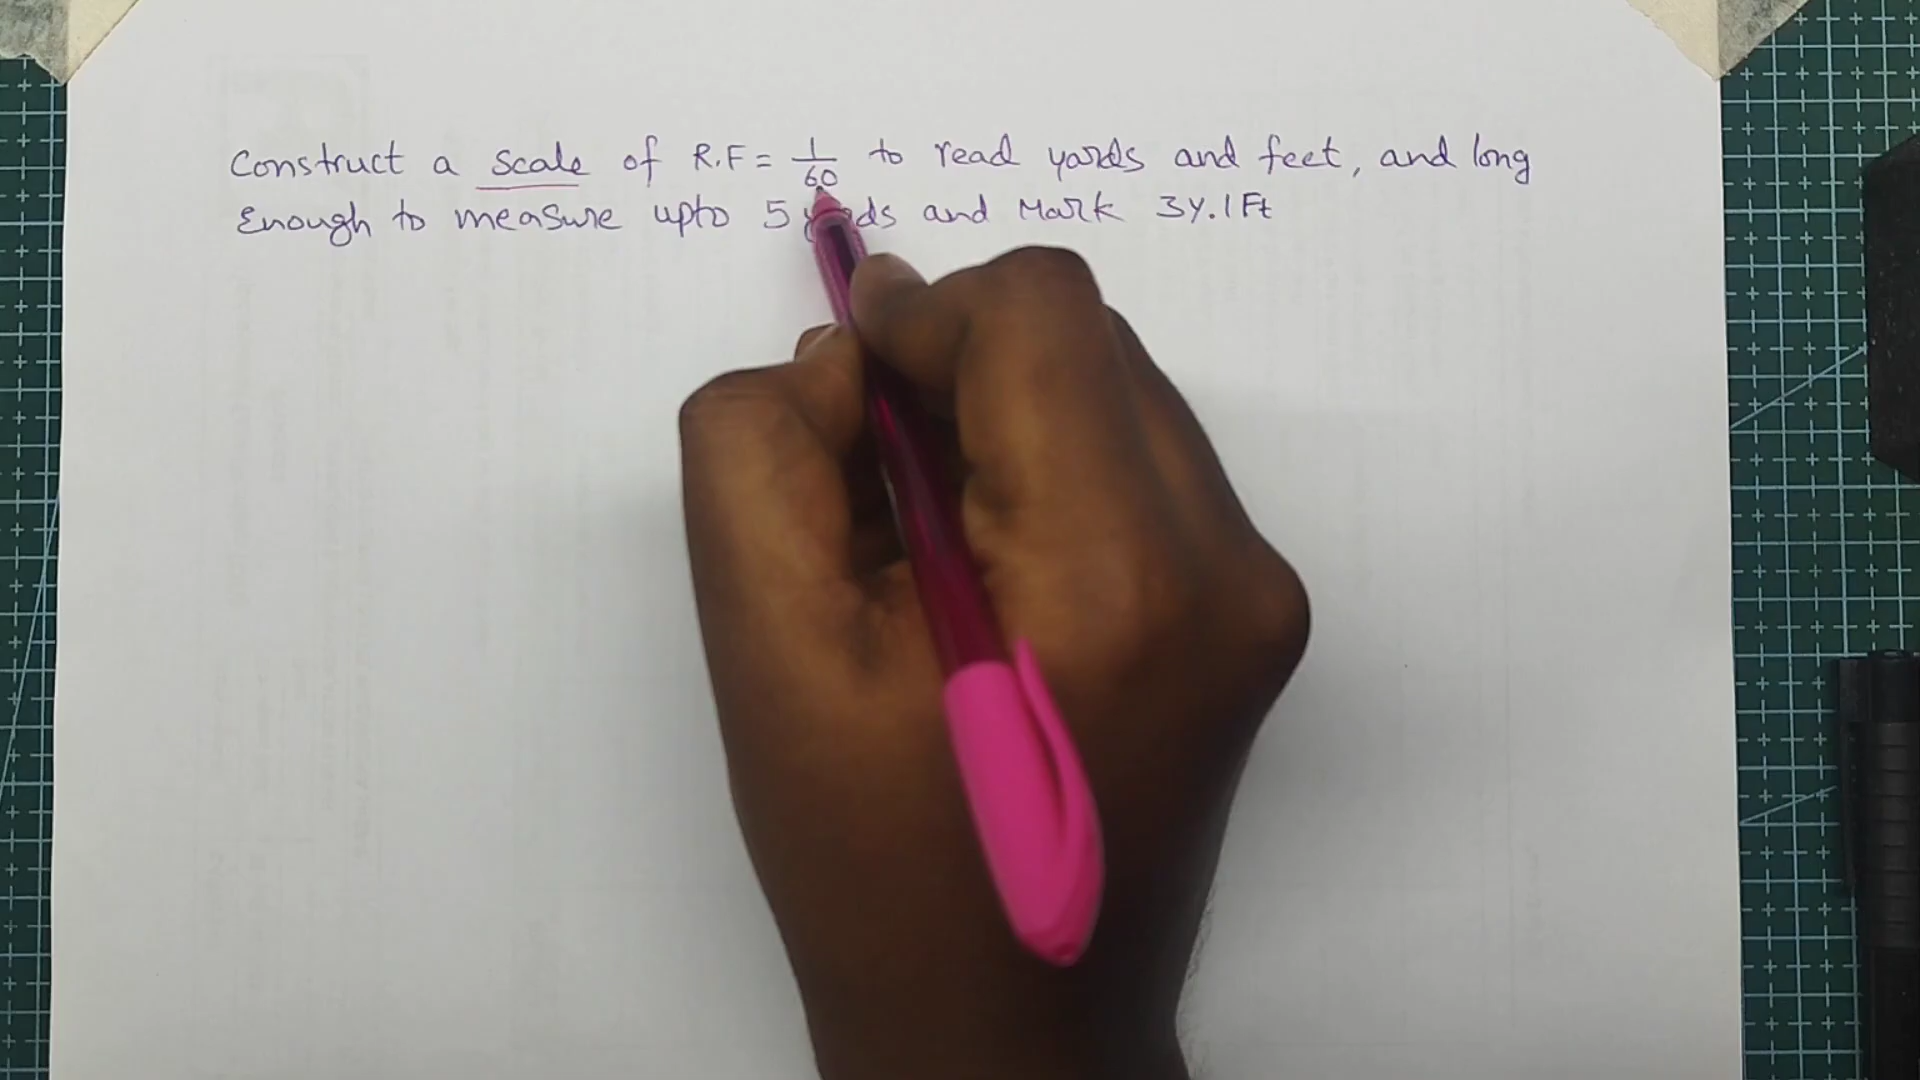 Construct a scale of R.F = 1/60 to read yards and feet, and long
Enough to measure upto 5 and Mark 3y.1Ft